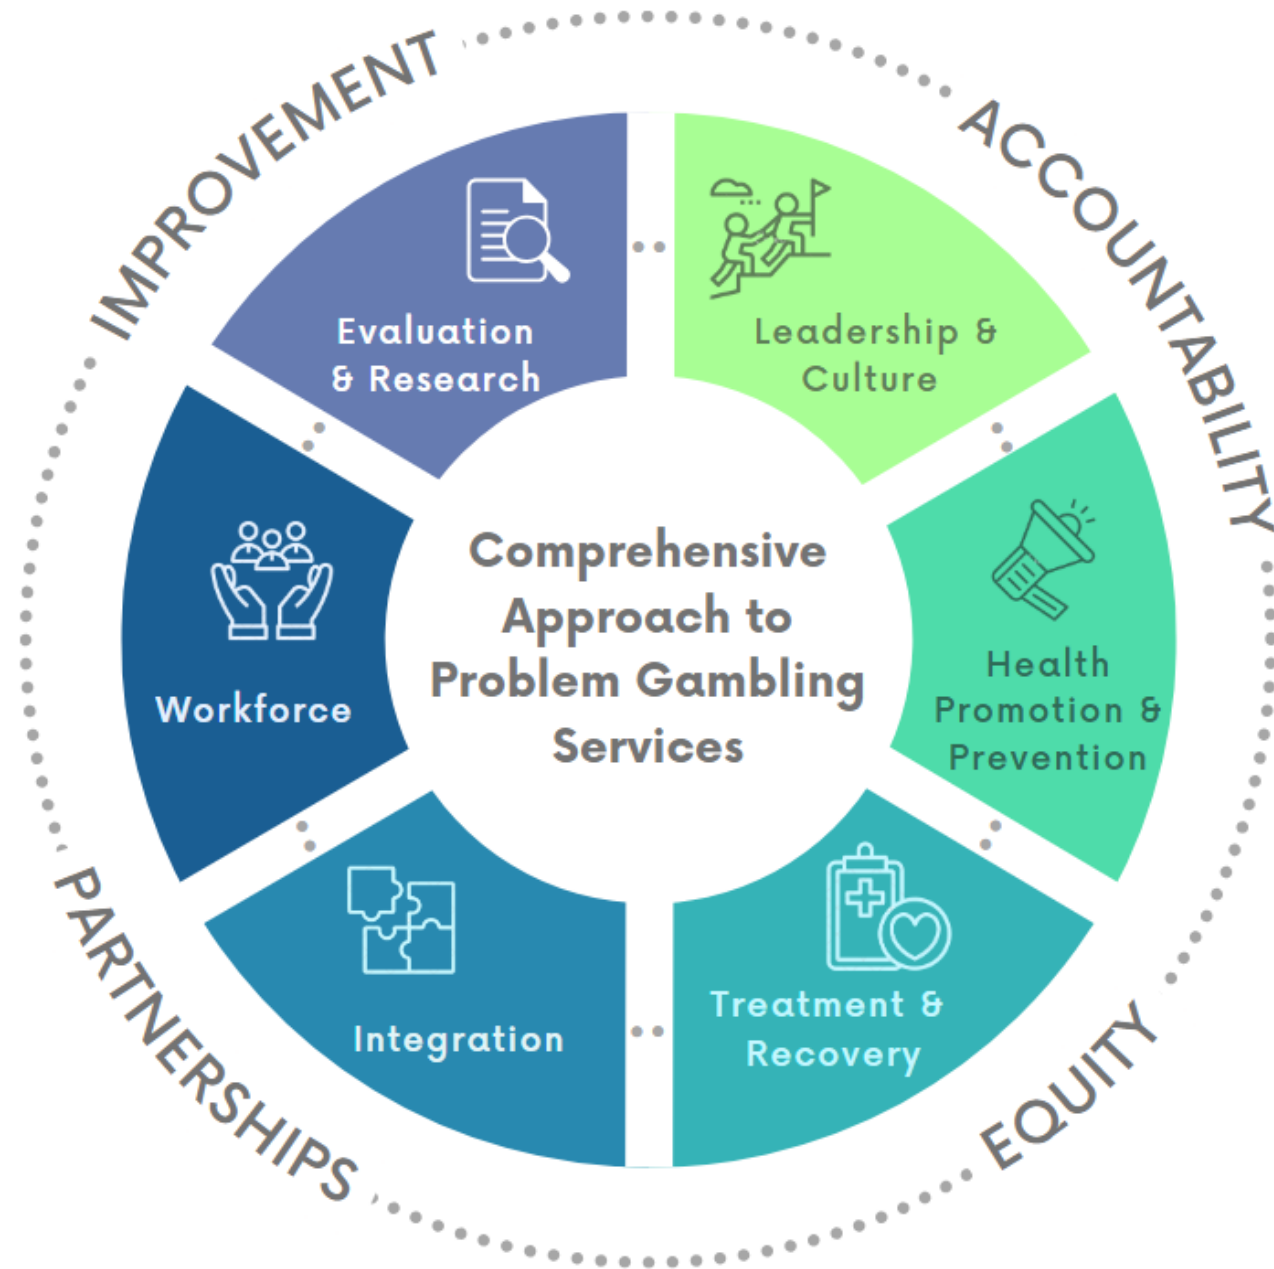 IMPROVEMENT
ACCOUNTABILITY
Evaluation
& Research
Leadership &
Culture
Comprehensive
Approach to
Problem Gambling
Services
Workforce
Health
Promotion &
Prevention
Integration
Treatment &
Recovery
PARTNERSHIPS
EQUITY